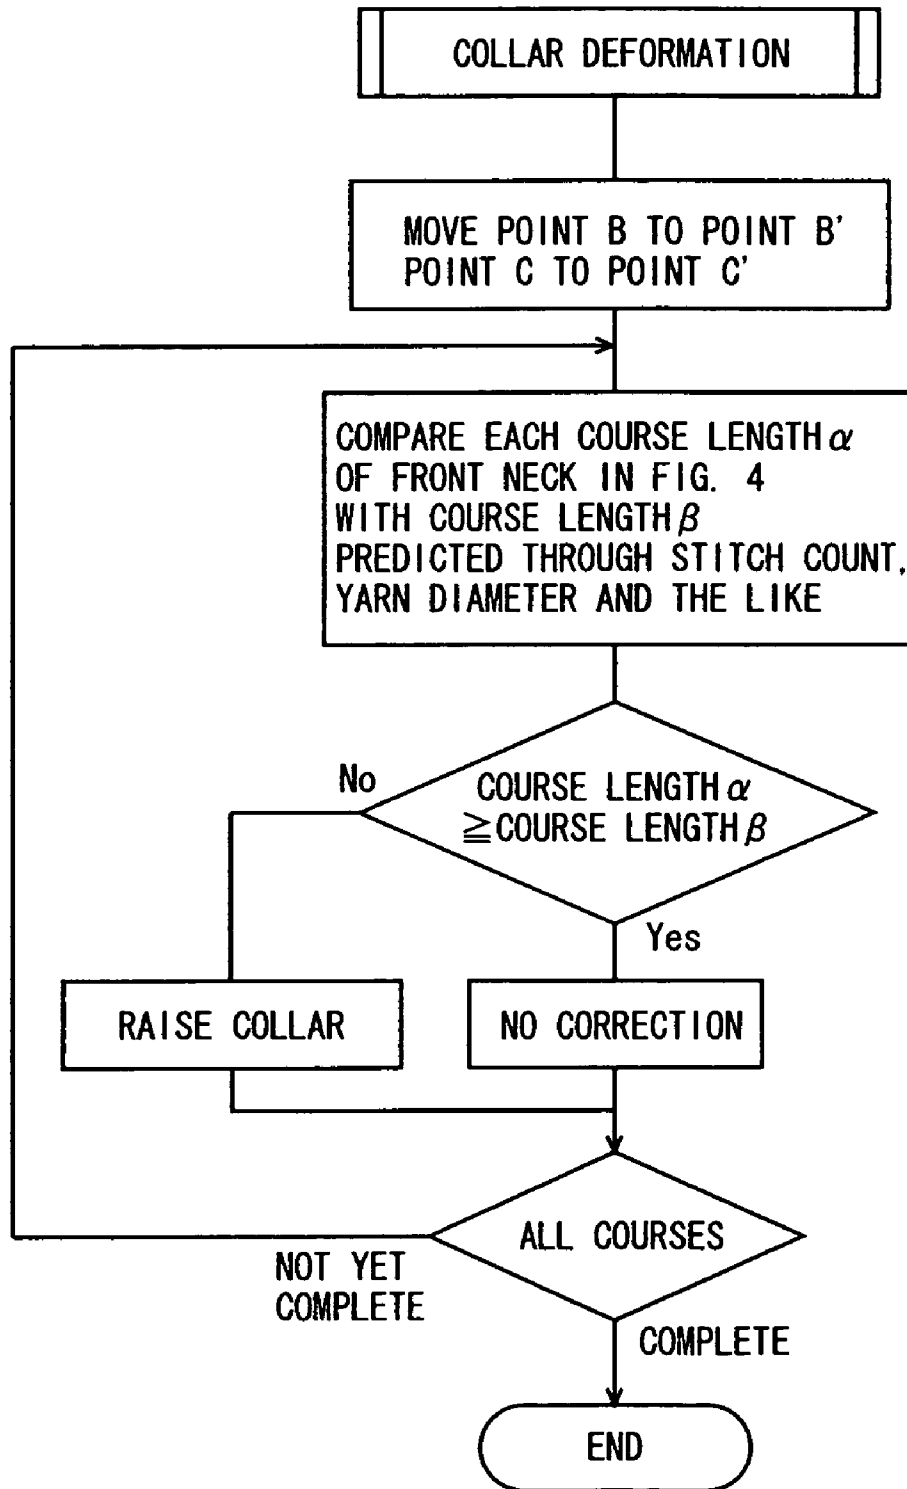 COLLAR DEFORMATION
MOVE POINT B TO POINT B'
POINT C TO POINT C'
COMPARE EACH COURSE LENGTH α
OF FRONT NECK IN FIG. 4
WITH COURSE LENGTH β
PREDICTED THROUGH STITCH COUNT,
YARN DIAMETER AND THE LIKE
No
COURSE LENGTH α
≧COURSE LENGTH β
Yes
RAISE COLLAR
NO CORRECTION
ALL COURSES
NOT YET
COMPLETE
COMPLETE
END